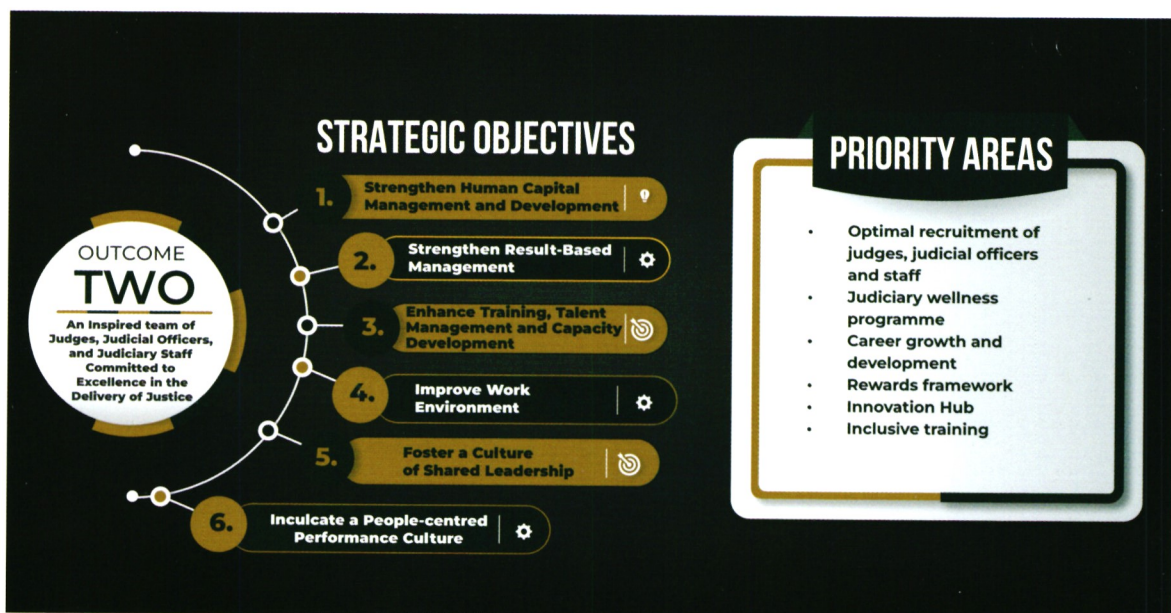 OUTCOME
TWO
An Inspired team of
Judges, Judicial Officers,
and Judiciary Staff
Committed to
Excellence in the
Delivery of Justice
STRATEGIC OBJECTIVES
1.
Strengthen Human Capital
Management and Development
2.
Strengthen Result-Based
Management
3.
Enhance Training, Talent
Management and Capacity
Development
4.
Improve Work
Environment
5.
Foster a Culture
of Shared Leadership
6.
Inculcate a People-centred
Performance Culture
PRIORITY AREAS
• Optimal recruitment of
judges, judicial officers
and staff
• Judiciary wellness
programme
• Career growth and
development
• Rewards framework
• Innovation Hub
• Inclusive training